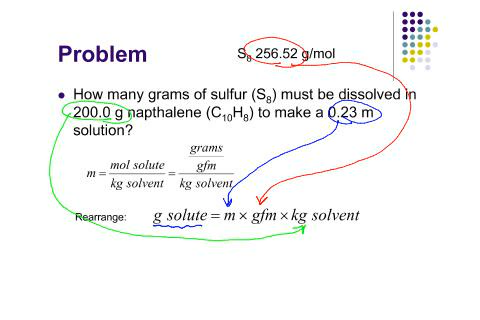 Problem
S8 256.52 g/mol
How many grams of sulfur (S8) must be dissolved in
200.0 g napthalene (C10H8) to make a 0.23 m
solution?
m = mol solute / kg solvent = (grams / gfm) / kg solvent
Rearrange: g solute = m × gfm × kg solvent